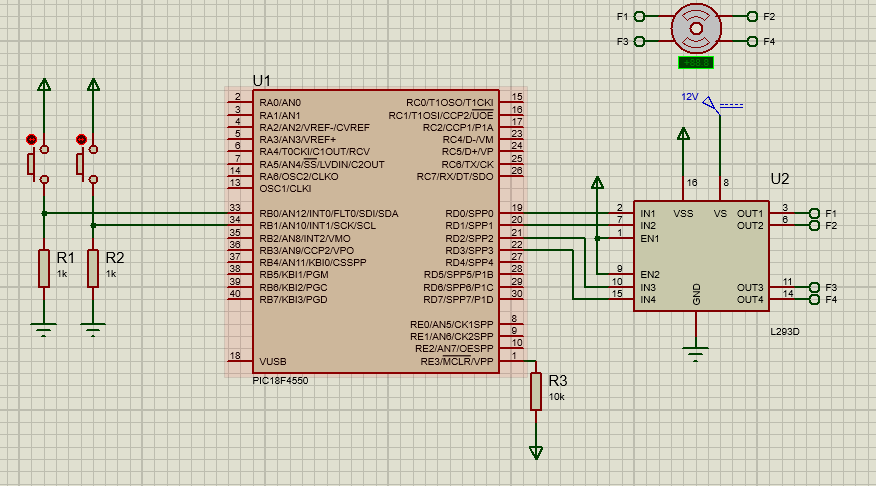 F1 F2
F3 F4
+88.8
12V
U1
2 RA0/AN0 RC0/T1OSO/T1CKI 15
3 RA1/AN1 RC1/T1OSI/CCP2/UOE 16
4 RA2/AN2/VREF-/CVREF RC2/CCP1/P1A 17
5 RA3/AN3/VREF+ RC4/D-/VM 23
6 RA4/T0CKI/C1OUT/RCV RC5/D+/VP 24
7 RA5/AN4/SS/LVDIN/C2OUT RC6/TX/CK 25
14 RA6/OSC2/CLKO RC7/RX/DT/SDO 26
13 OSC1/CLKI
33 RB0/AN12/INT0/FLT0/SDI/SDA RD0/SPP0 19
34 RB1/AN10/INT1/SCK/SCL RD1/SPP1 20
35 RB2/AN8/INT2/VMO RD2/SPP2 21
36 RB3/AN9/CCP2/VPO RD3/SPP3 22
37 RB4/AN11/KBI0/CSSPP RD4/SPP4 27
38 RB5/KBI1/PGM RD5/SPP5/P1B 28
39 RB6/KBI2/PGC RD6/SPP6/P1C 29
40 RB7/KBI3/PGD RD7/SPP7/P1D 30
RE0/AN5/CK1SPP 8
RE1/AN6/CK2SPP 9
RE2/AN7/OESPP 10
18 VUSB RE3/MCLR/VPP 1
PIC18F4550
R1
1k
R2
1k
R3
10k
U2
16 8
2 IN1 VSS VS OUT1 3 F1
7 IN2 OUT2 6 F2
1 EN1
9 EN2
10 IN3 OUT3 11 F3
15 IN4 OUT4 14 F4
GND
L293D